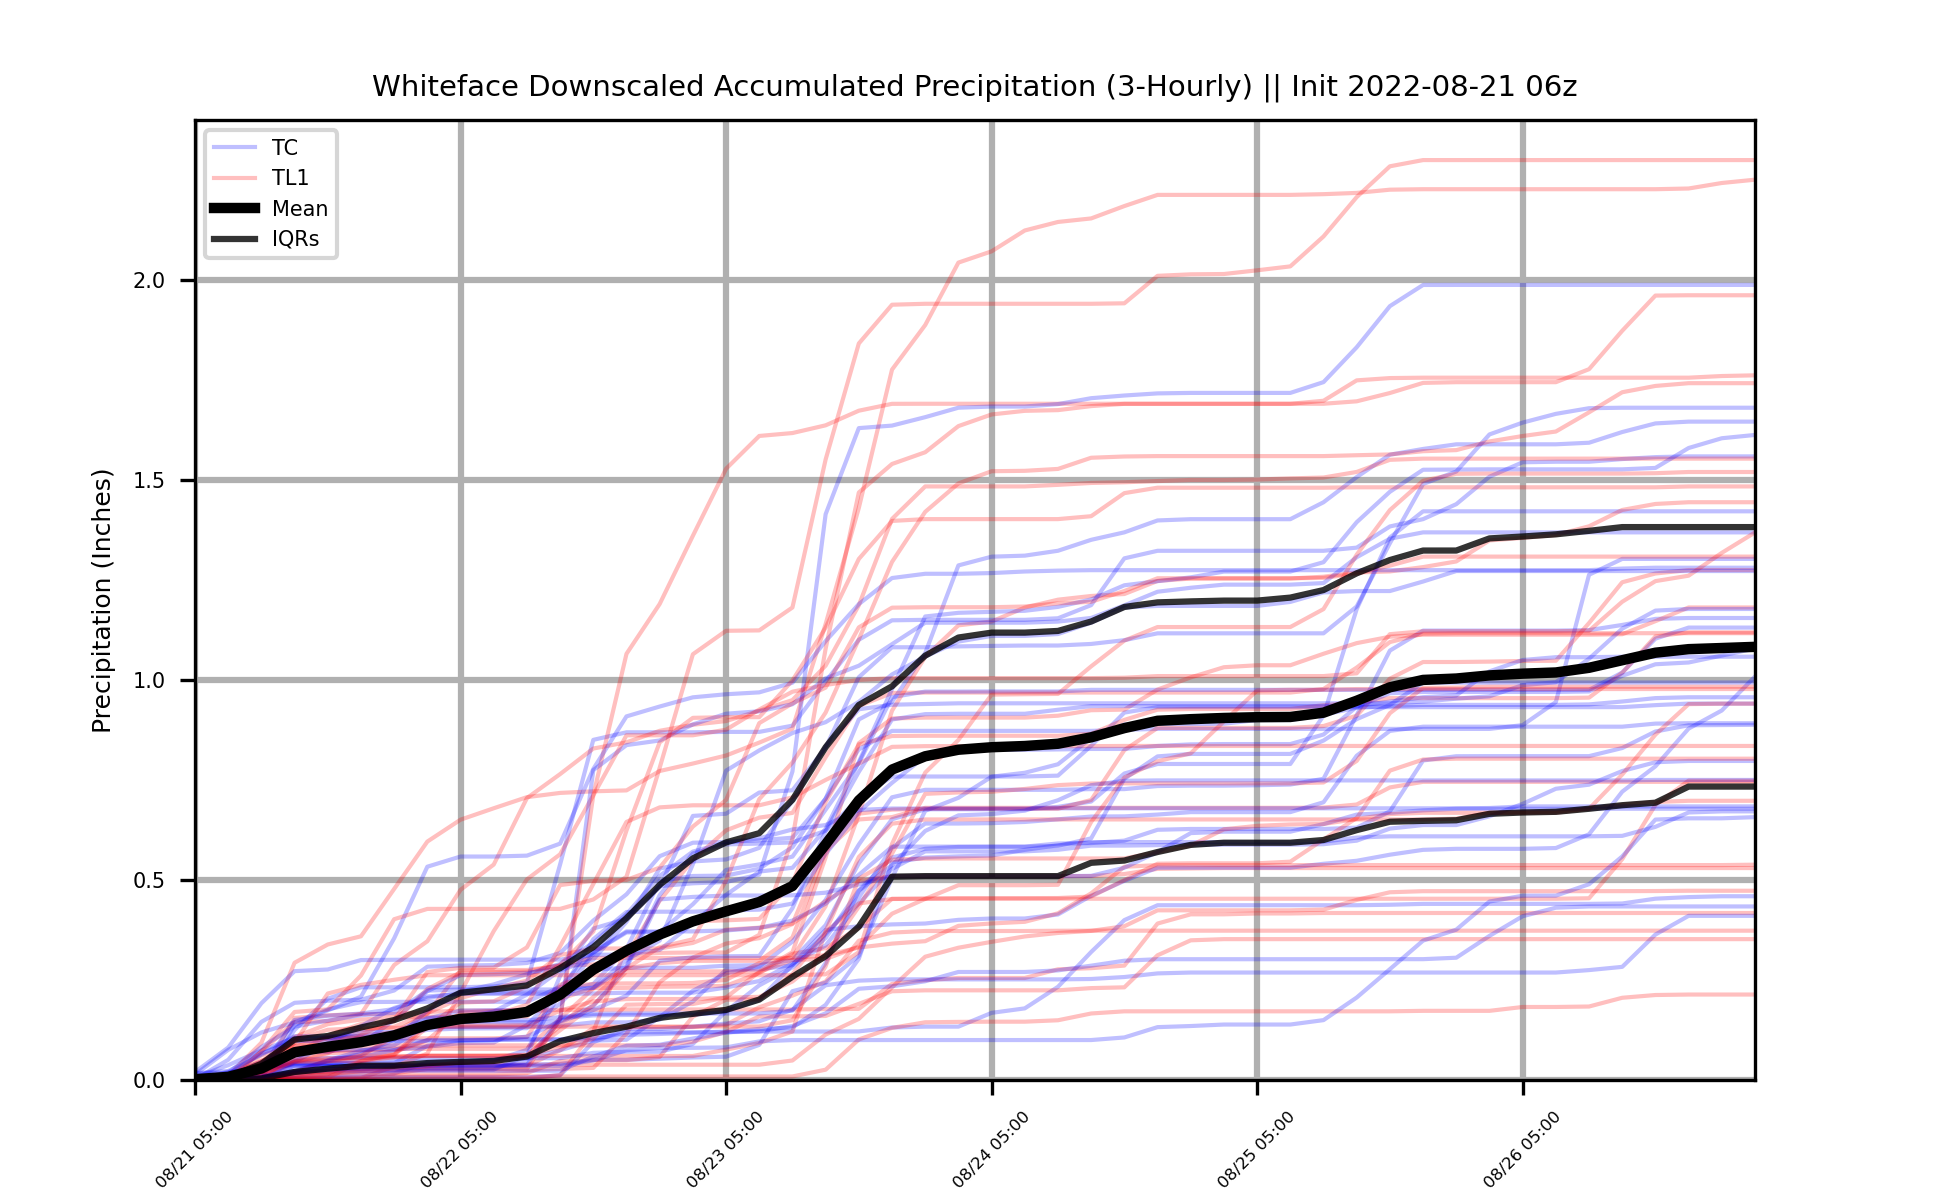 Whiteface Downscaled Accumulated Precipitation (3-Hourly) || Init 2022-08-21 06z
TC
TL1
Mean
IQRs
Precipitation (Inches)
2.0
1.5
1.0
0.5
0.0
08/21 05:00
08/22 05:00
08/23 05:00
08/24 05:00
08/25 05:00
08/26 05:00